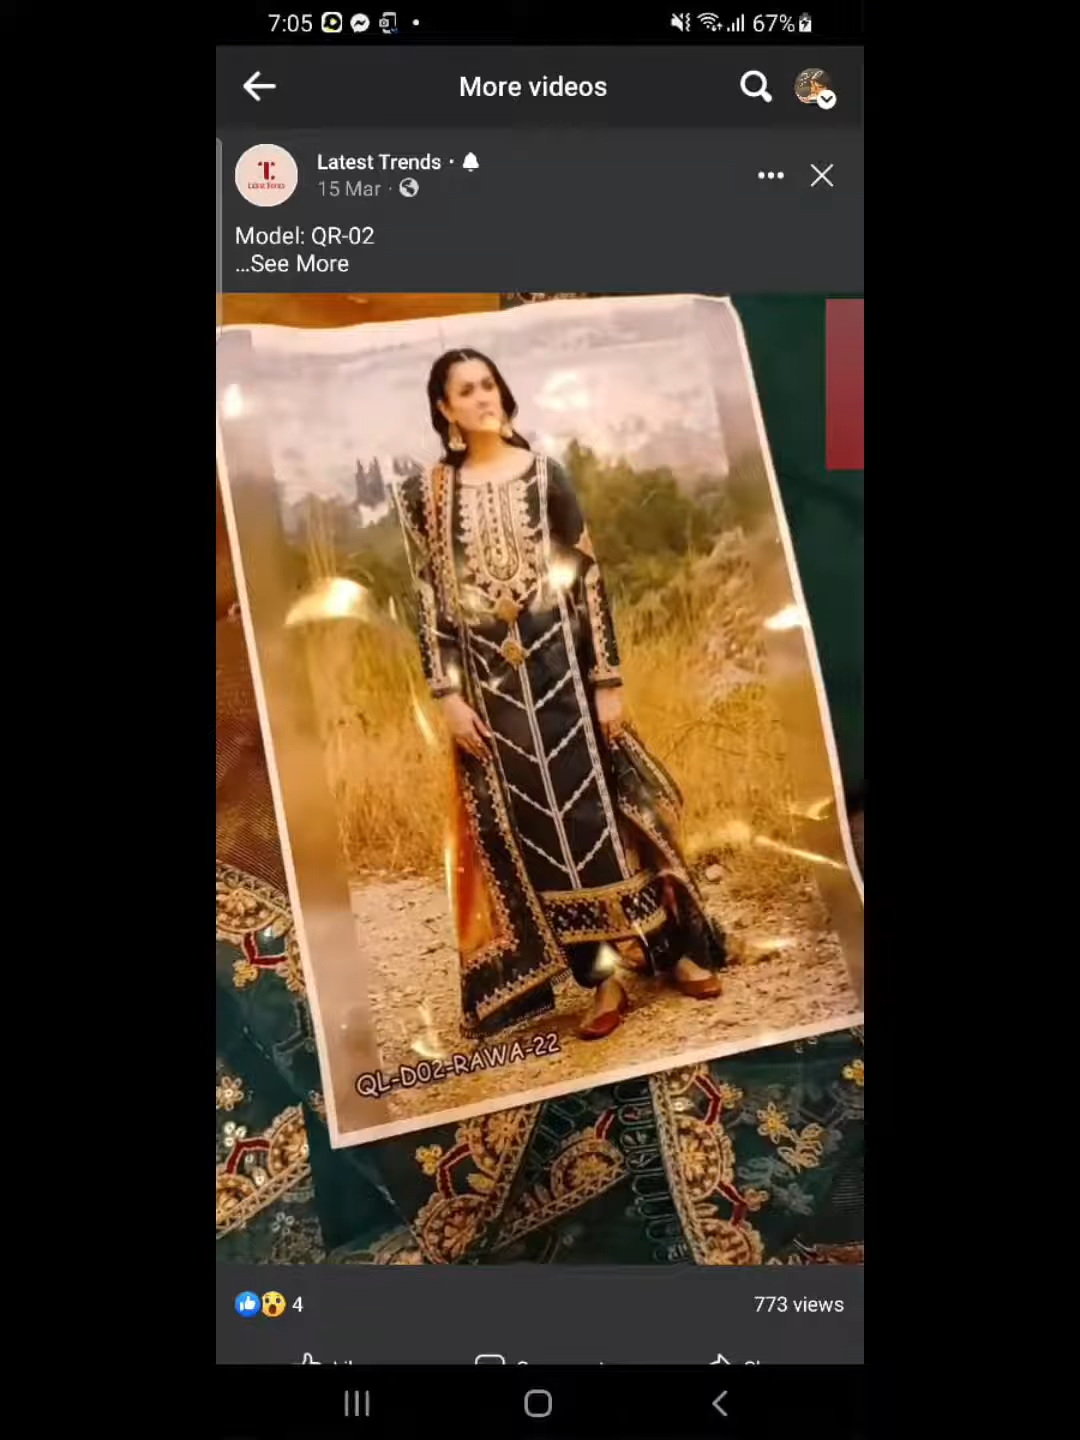 7:05
67%
More videos
Latest Trends ·
15 Mar ·
Model: QR-02
...See More
QL-D02-RAWA-22
4
773 views